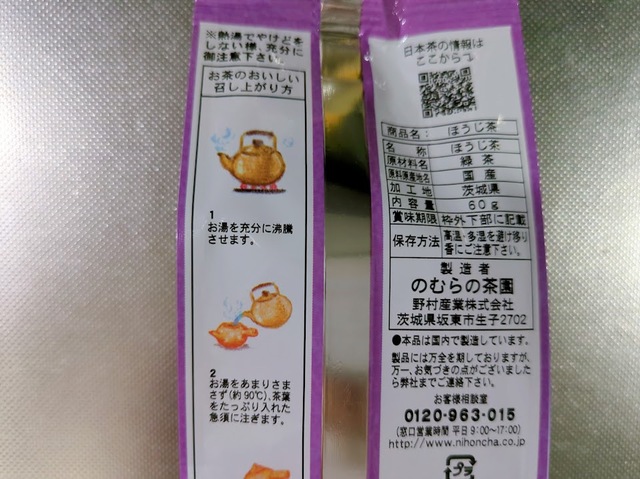 ※熱湯でやけどを
しない様、充分に
御注意下さい。
お茶のおいしい
召し上がり方
1
お湯を充分に沸騰
させます。
2
お湯をあまりさま
さず(約90℃)、茶葉
をたっぷり入れた
急須に注ぎます。
日本茶の情報は
ここから
商品名: ほうじ茶
名称 ほうじ茶
原材料名 緑茶
原料原産地名 国産
加工地 茨城県
内容量 60g
賞味期限 枠外下部に記載
保存方法 高温・多湿を避け移り
香にご注意下さい。
製造者
のむらの茶園
野村産業株式会社
茨城県坂東市生子2702
●本品は国内で製造しています。
製品には万全を期しておりますが、
万一、お気づきの点がございました
ら弊社までご連絡下さい。
お客様相談室
0120-963-015
(窓口営業時間 平日 9:00〜17:00)
http://www.nihoncha.co.jp
プラ